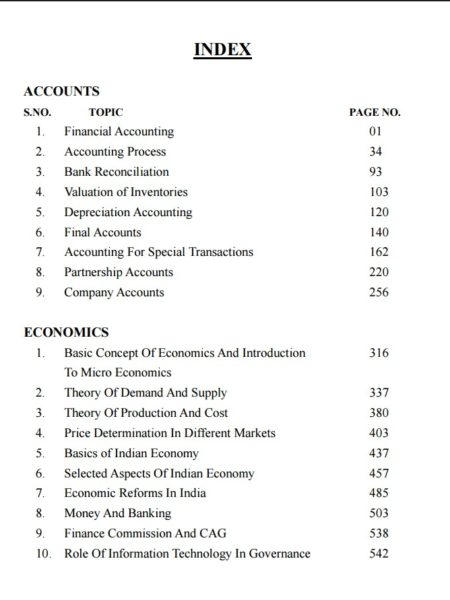 INDEX
ACCOUNTS
S.NO. TOPIC PAGE NO.
1. Financial Accounting 01
2. Accounting Process 34
3. Bank Reconciliation 93
4. Valuation of Inventories 103
5. Depreciation Accounting 120
6. Final Accounts 140
7. Accounting For Special Transactions 162
8. Partnership Accounts 220
9. Company Accounts 256
ECONOMICS
1. Basic Concept Of Economics And Introduction 316
To Micro Economics
2. Theory Of Demand And Supply 337
3. Theory Of Production And Cost 380
4. Price Determination In Different Markets 403
5. Basics of Indian Economy 437
6. Selected Aspects Of Indian Economy 457
7. Economic Reforms In India 485
8. Money And Banking 503
9. Finance Commission And CAG 538
10. Role Of Information Technology In Governance 542